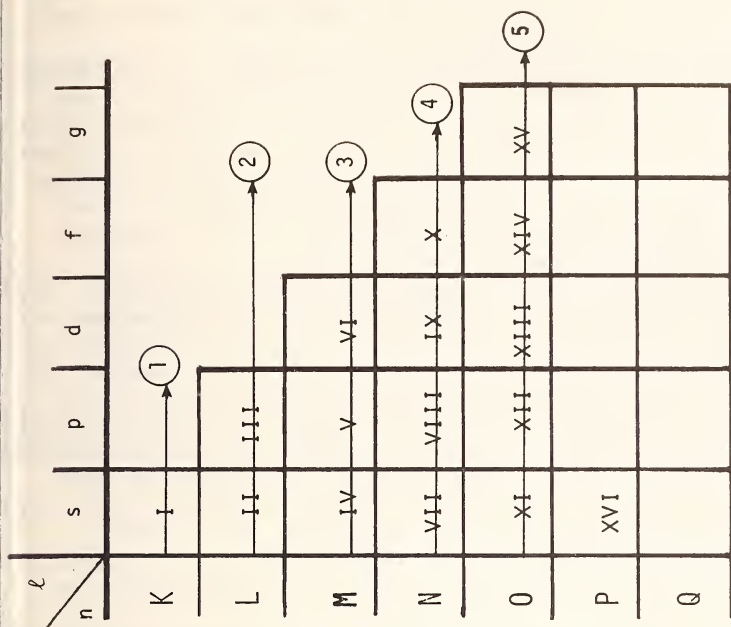 ℓ
n s p d f g
K I 1
L II III 2
M IV V VI 3
N VII VIII IX X 4
O XI XII XIII XIV XV 5
P XVI
Q